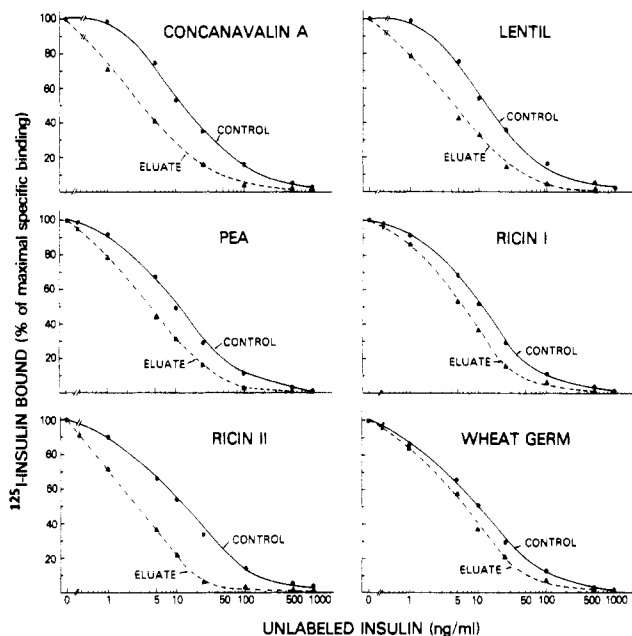 CONCANAVALIN A
100
80
60
40
20
CONTROL
ELUATE
LENTIL
CONTROL
ELUATE
PEA
100
80
60
40
20
CONTROL
ELUATE
RICIN I
CONTROL
ELUATE
RICIN II
100
80
60
40
20
CONTROL
ELUATE
0 1 5 10 50 100 500 1000
WHEAT GERM
CONTROL
ELUATE
0 1 5 10 50 100 500 1000
125I-INSULIN BOUND (% of maximal specific binding)
UNLABELED INSULIN (ng/ml)